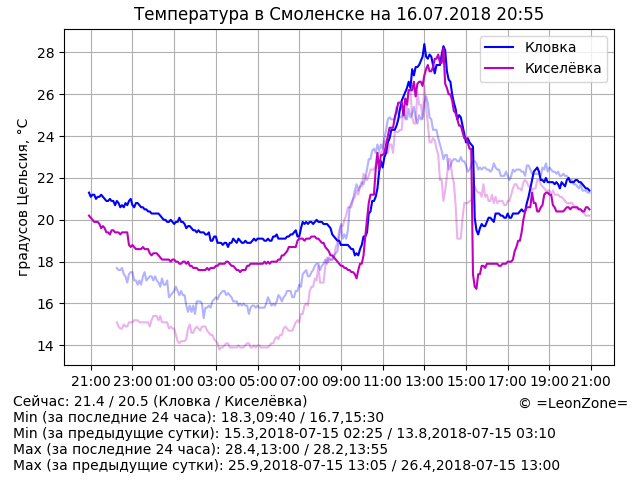 Температура в Смоленске на 16.07.2018 20:55
Кловка
Киселёвка
градусов Цельсия, °C
28
26
24
22
20
18
16
14
21:00 23:00 01:00 03:00 05:00 07:00 09:00 11:00 13:00 15:00 17:00 19:00 21:00
Сейчас: 21.4 / 20.5 (Кловка / Киселёвка)
© =LeonZone=
Min (за последние 24 часа): 18.3,09:40 / 16.7,15:30
Min (за предыдущие сутки): 15.3,2018-07-15 02:25 / 13.8,2018-07-15 03:10
Max (за последние 24 часа): 28.4,13:00 / 28.2,13:55
Max (за предыдущие сутки): 25.9,2018-07-15 13:05 / 26.4,2018-07-15 13:00